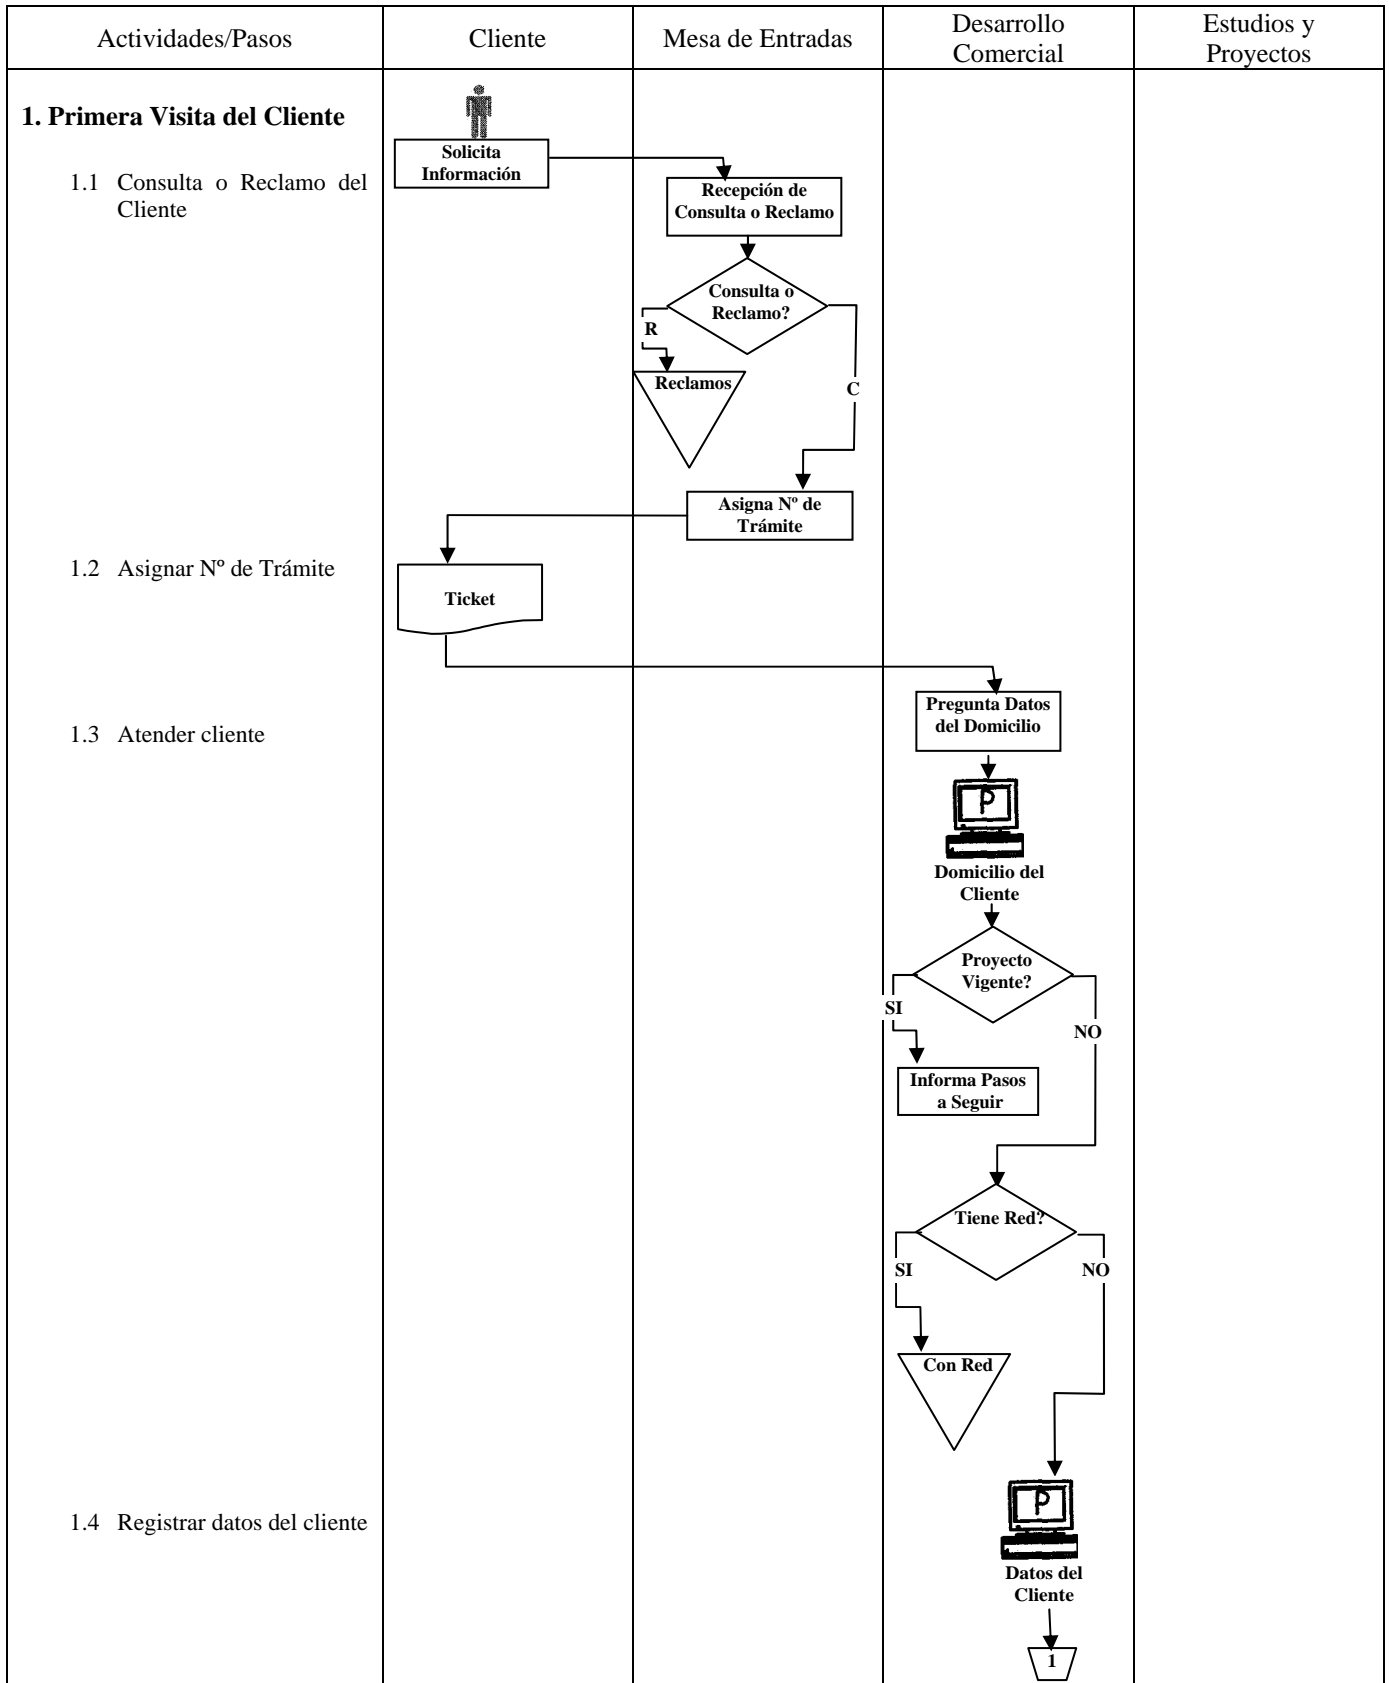 Actividades/Pasos
Cliente
Mesa de Entradas
Desarrollo
Comercial
Estudios y
Proyectos
1. Primera Visita del Cliente
Solicita
Información
1.1 Consulta o Reclamo del
Cliente
Recepción de
Consulta o Reclamo
Consulta o
Reclamo?
R
Reclamos
C
Asigna Nº de
Trámite
1.2 Asignar Nº de Trámite
Ticket
Pregunta Datos
del Domicilio
1.3 Atender cliente
P
Domicilio del
Cliente
Proyecto
Vigente?
SI
NO
Informa Pasos
a Seguir
Tiene Red?
SI
NO
Con Red
P
1.4 Registrar datos del cliente
Datos del
Cliente
1